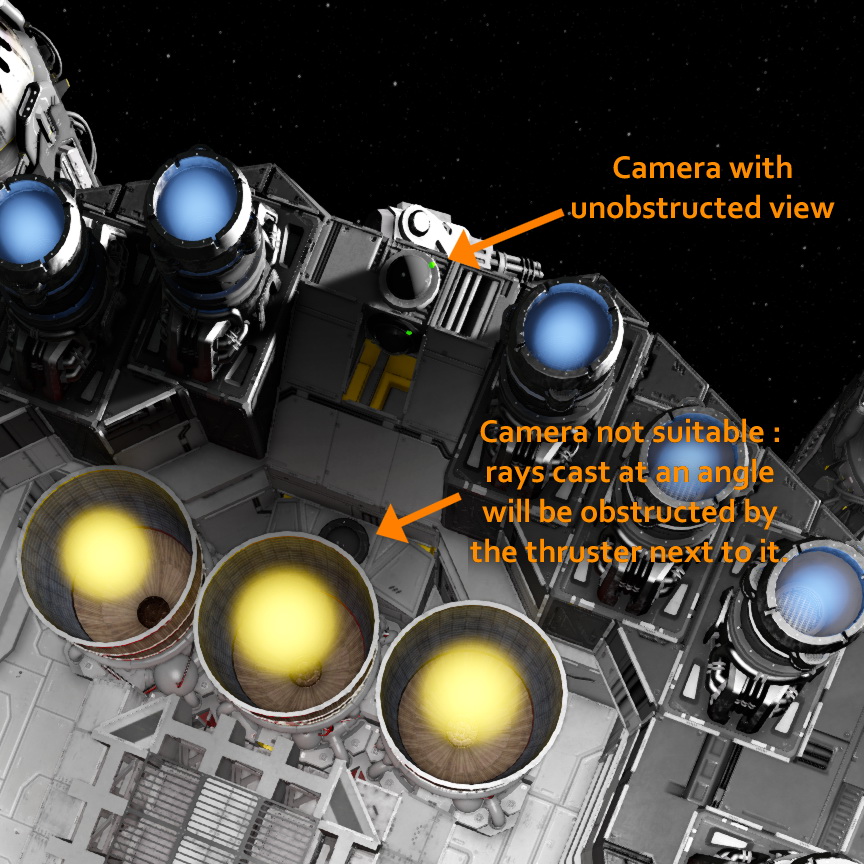 Camera with
unobstructed view
Camera not suitable :
rays cast at an angle
will be obstructed by
the thruster next to it.